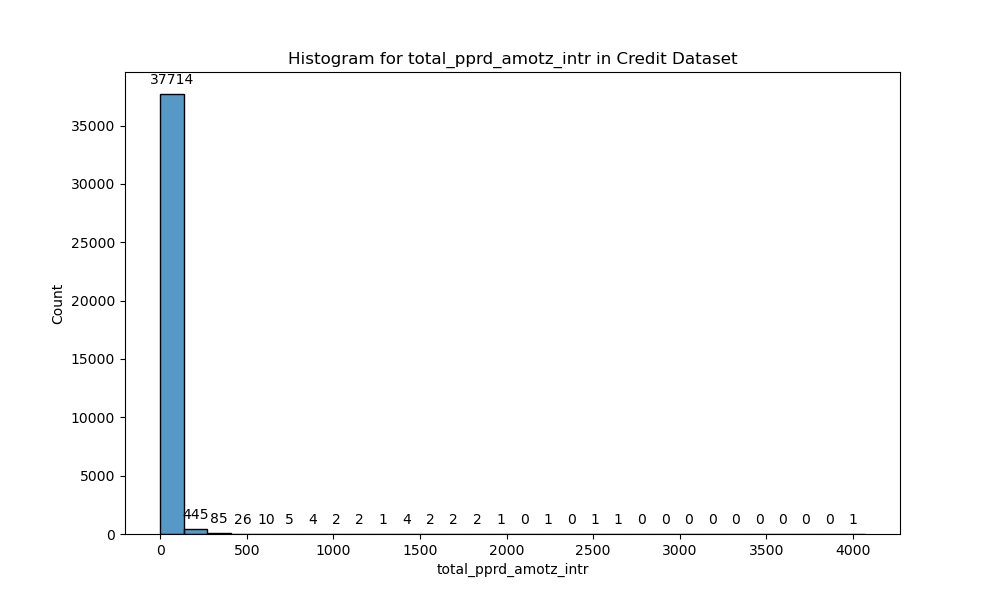 Histogram for total_pprd_amotz_intr in Credit Dataset
37714
35000
30000
25000
20000
15000
10000
5000
0
Count
445 85 26 10 5 4 2 2 1 4 2 2 2 1 0 1 0 1 1 0 0 0 0 0 0 0 0 0 1
0 500 1000 1500 2000 2500 3000 3500 4000
total_pprd_amotz_intr